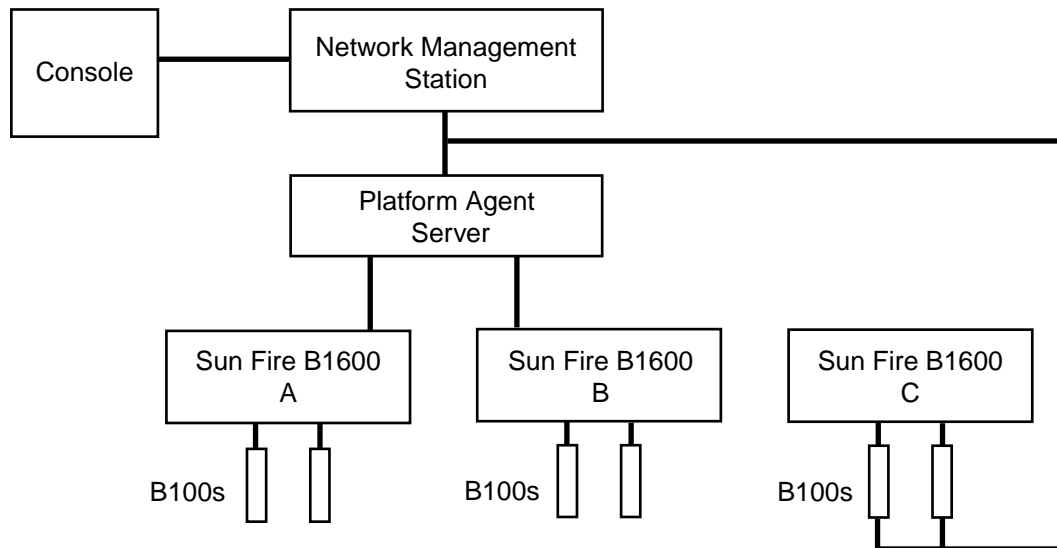 Console
Network Management
Station
Platform Agent
Server
Sun Fire B1600
A
Sun Fire B1600
B
Sun Fire B1600
C
B100s
B100s
B100s